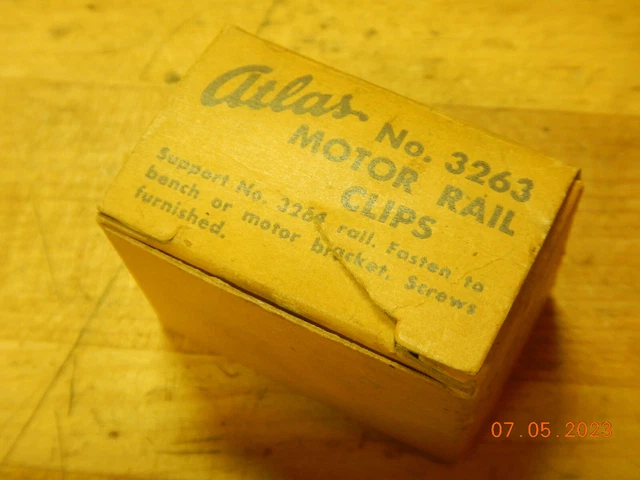 Atlas No. 3263
MOTOR RAIL
CLIPS
Support No. 3264 rail. Fasten to
bench or motor bracket. Screws
furnished.
07.05.2023